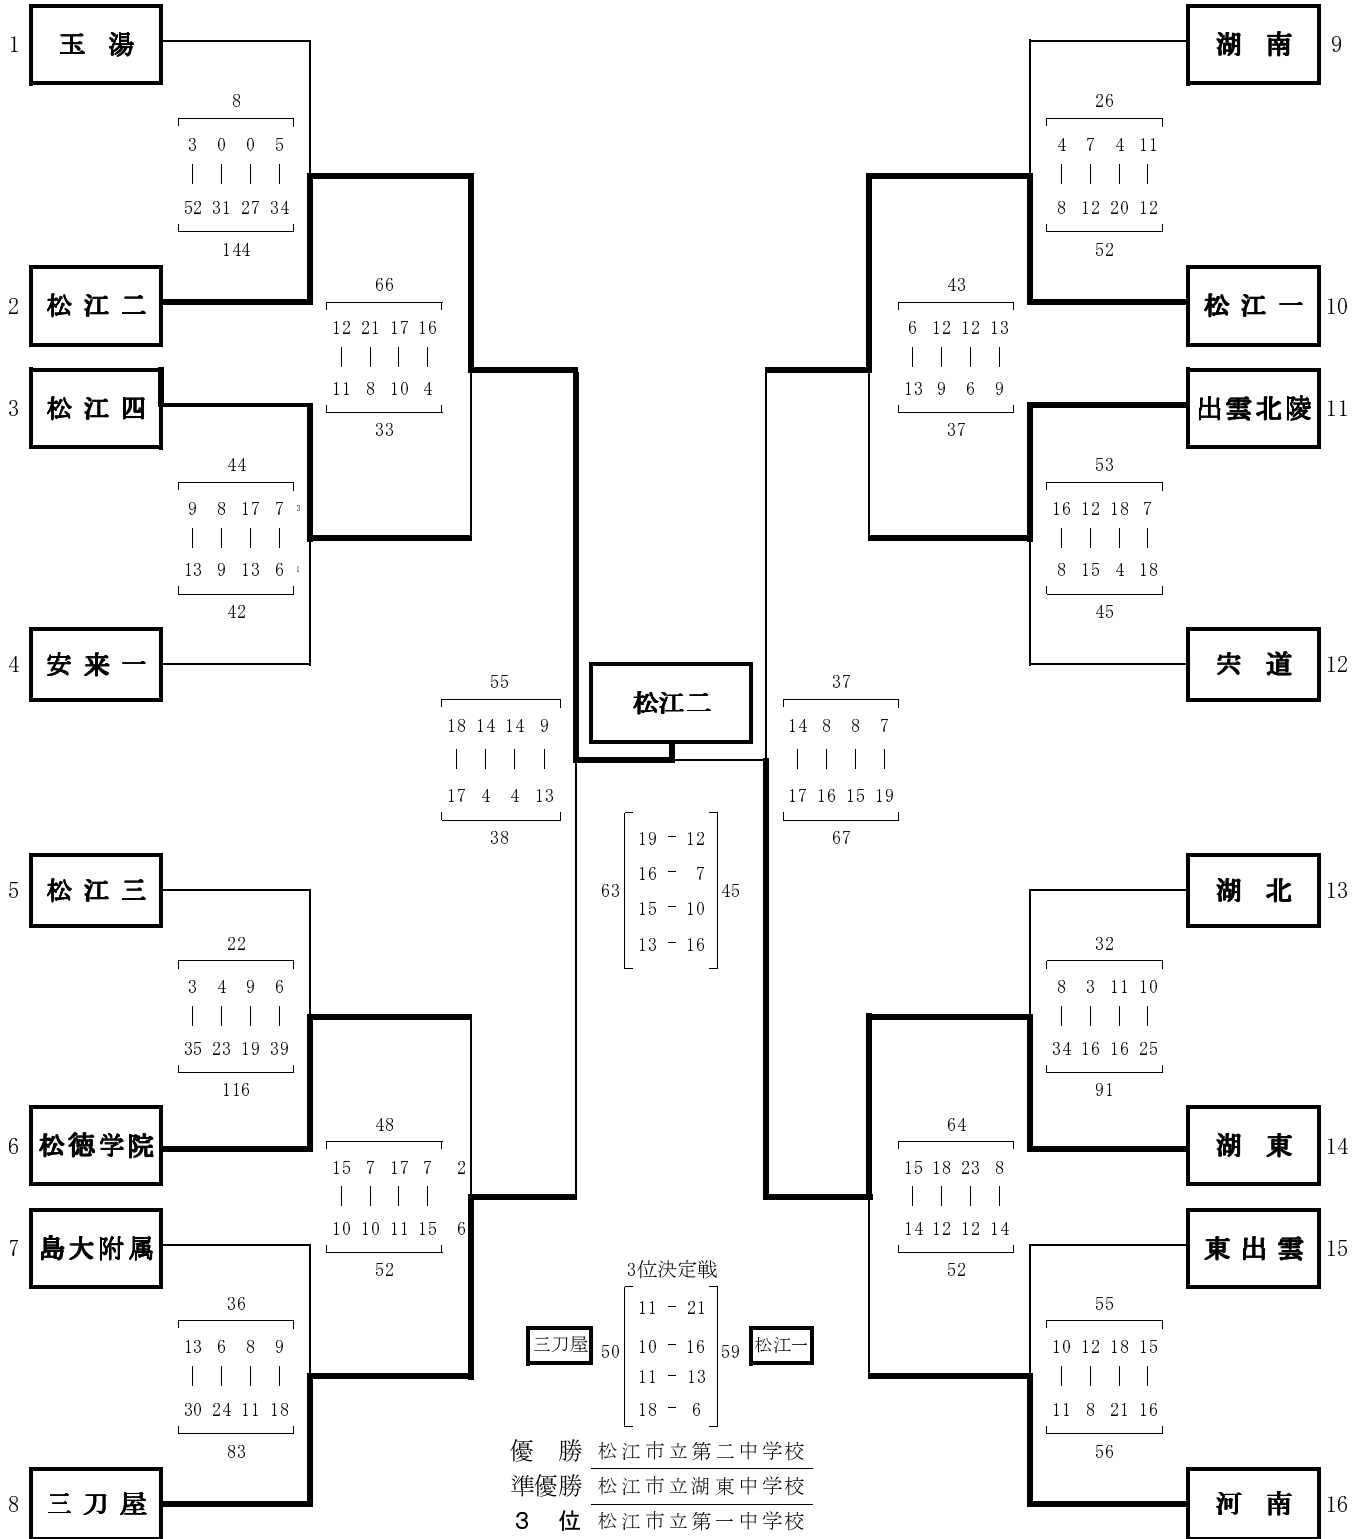 1 玉湯
8
3 0 0 5
52 31 27 34
144
2 松江二
66
12 21 17 16
11 8 10 4
33
3 松江四
44
9 8 17 7 3
13 9 13 6 1
42
4 安来一
55
18 14 14 9
17 4 4 13
38
5 松江三
22
3 4 9 6
35 23 19 39
116
6 松徳学院
48
15 7 17 7 2
10 10 11 15 6
52
7 島大附属
36
13 6 8 9
30 24 11 18
83
8 三刀屋
松江二
63
19 - 12
16 - 7
15 - 10
13 - 16
45
湖南 9
26
4 7 4 11
8 12 20 12
52
松江一 10
43
6 12 12 13
13 9 6 9
37
出雲北陵 11
53
16 12 18 7
8 15 4 18
45
宍道 12
37
14 8 8 7
17 16 15 19
67
湖北 13
32
8 3 11 10
34 16 16 25
91
湖東 14
64
15 18 23 8
14 12 12 14
52
東出雲 15
55
10 12 18 15
11 8 21 16
56
河南 16
3位決定戦
三刀屋 50
11 - 21
10 - 16
11 - 13
18 - 6
59 松江一
優勝 松江市立第二中学校
準優勝 松江市立湖東中学校
3位 松江市立第一中学校